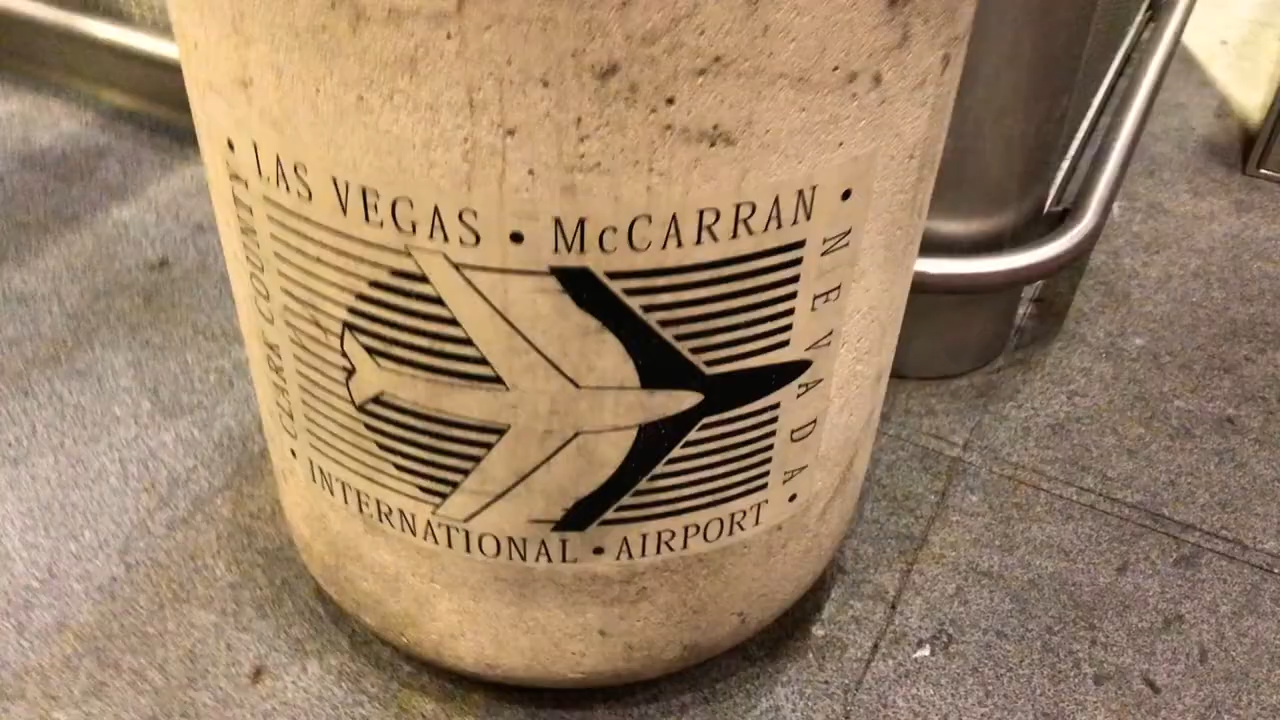 • LAS VEGAS • McCARRAN •
NEVADA •
INTERNATIONAL • AIRPORT
• CLARK COUNTY